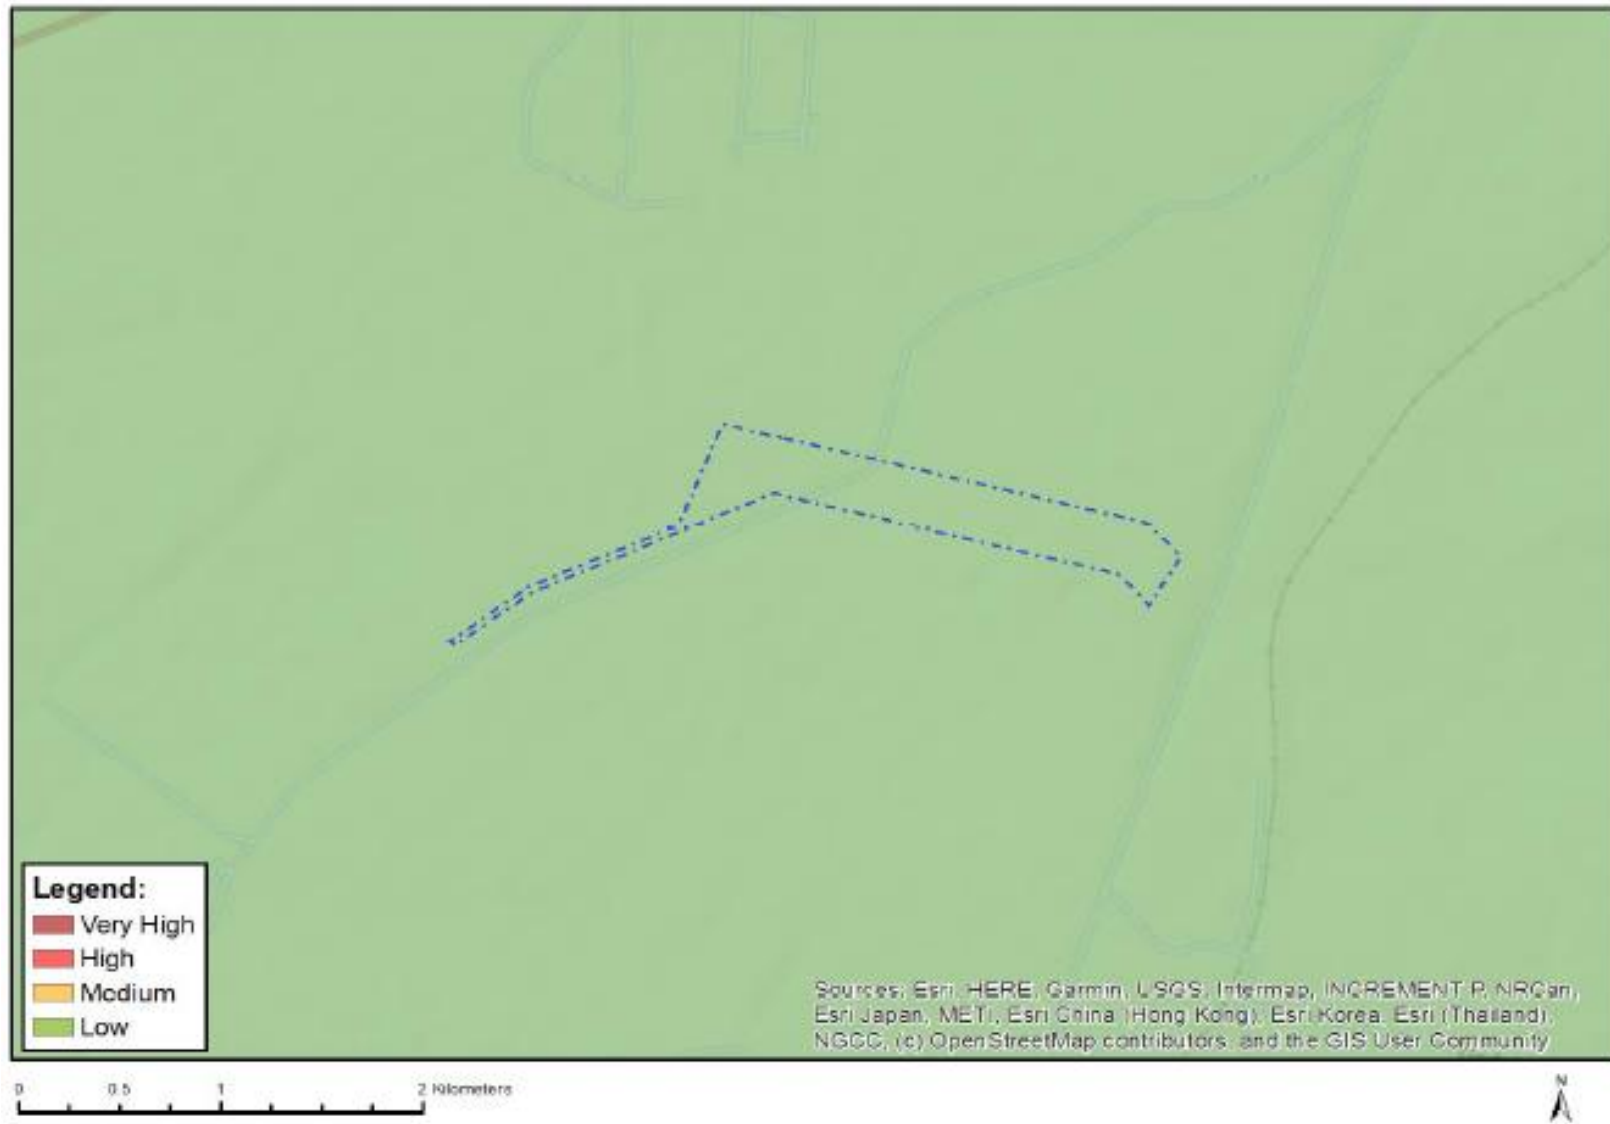 Legend:
Very High
High
Medium
Low
Sources: Esri, HERE, Garmin, USGS, Intermap, INCREMENT P, NRCan,
Esri Japan, METI, Esri China (Hong Kong), Esri Korea, Esri (Thailand),
NGCC, (c) OpenStreetMap contributors, and the GIS User Community
0 0.5 1 2 Kilometers
N